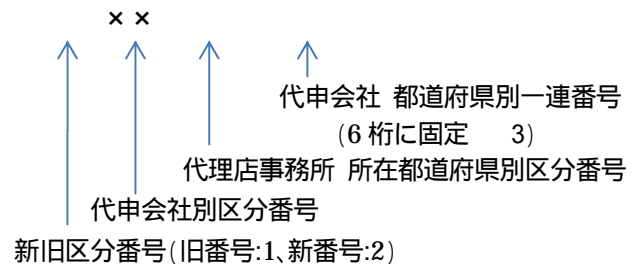 ××
代申会社 都道府県別一連番号
(6 桁に固定 3)
代理店事務所 所在都道府県別区分番号
代申会社別区分番号
新旧区分番号(旧番号:1、新番号:2)